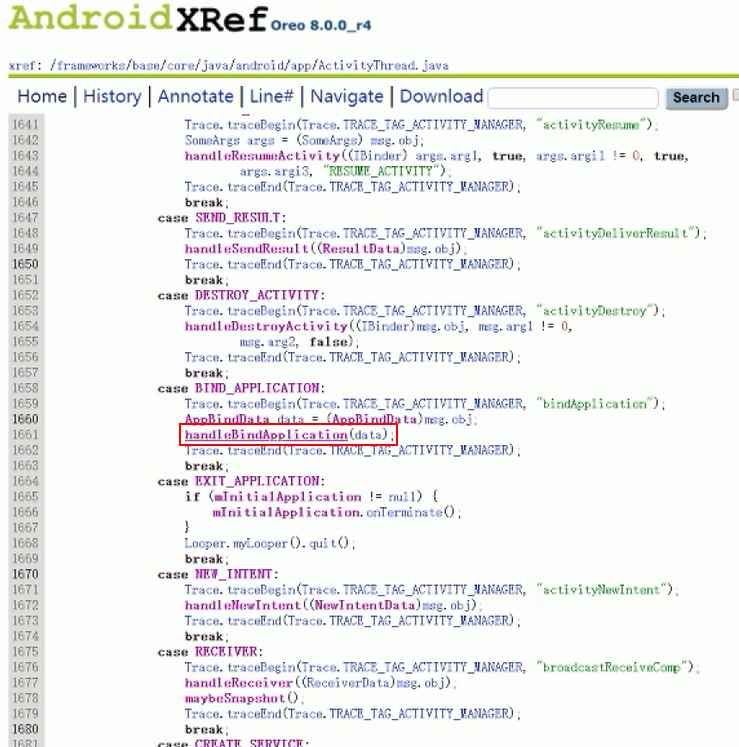 AndroidXRef Oreo 8.0.0_r4
xref: /frameworks/base/core/java/android/app/ActivityThread.java
Home | History | Annotate | Line# | Navigate | Download Search
1641 Trace.traceBegin(Trace.TRACE_TAG_ACTIVITY_MANAGER, "activityResume");
1642 SomeArgs args = (SomeArgs) msg.obj;
1643 handleResumeActivity((IBinder) args.arg1, true, args.argi1 != 0, true,
1644 args.argi3, "RESUME_ACTIVITY");
1645 Trace.traceEnd(Trace.TRACE_TAG_ACTIVITY_MANAGER);
1646 break;
1647 case SEND_RESULT:
1648 Trace.traceBegin(Trace.TRACE_TAG_ACTIVITY_MANAGER, "activityDeliverResult");
1649 handleSendResult((ResultData)msg.obj);
1650 Trace.traceEnd(Trace.TRACE_TAG_ACTIVITY_MANAGER);
1651 break;
1652 case DESTROY_ACTIVITY:
1653 Trace.traceBegin(Trace.TRACE_TAG_ACTIVITY_MANAGER, "activityDestroy");
1654 handleDestroyActivity((IBinder)msg.obj, msg.arg1 != 0,
1655 msg.arg2, false);
1656 Trace.traceEnd(Trace.TRACE_TAG_ACTIVITY_MANAGER);
1657 break;
1658 case BIND_APPLICATION:
1659 Trace.traceBegin(Trace.TRACE_TAG_ACTIVITY_MANAGER, "bindApplication");
1660 AppBindData data = (AppBindData)msg.obj;
1661 handleBindApplication(data);
1662 Trace.traceEnd(Trace.TRACE_TAG_ACTIVITY_MANAGER);
1663 break;
1664 case EXIT_APPLICATION:
1665 if (mInitialApplication != null) {
1666 mInitialApplication.onTerminate();
1667 }
1668 Looper.myLooper().quit();
1669 break;
1670 case NEW_INTENT:
1671 Trace.traceBegin(Trace.TRACE_TAG_ACTIVITY_MANAGER, "activityNewIntent");
1672 handleNewIntent((NewIntentData)msg.obj);
1673 Trace.traceEnd(Trace.TRACE_TAG_ACTIVITY_MANAGER);
1674 break;
1675 case RECEIVER:
1676 Trace.traceBegin(Trace.TRACE_TAG_ACTIVITY_MANAGER, "broadcastReceiveComp");
1677 handleReceiver((ReceiverData)msg.obj);
1678 maybeSnapshot();
1679 Trace.traceEnd(Trace.TRACE_TAG_ACTIVITY_MANAGER);
1680 break;
1681 case CREATE_SERVICE: